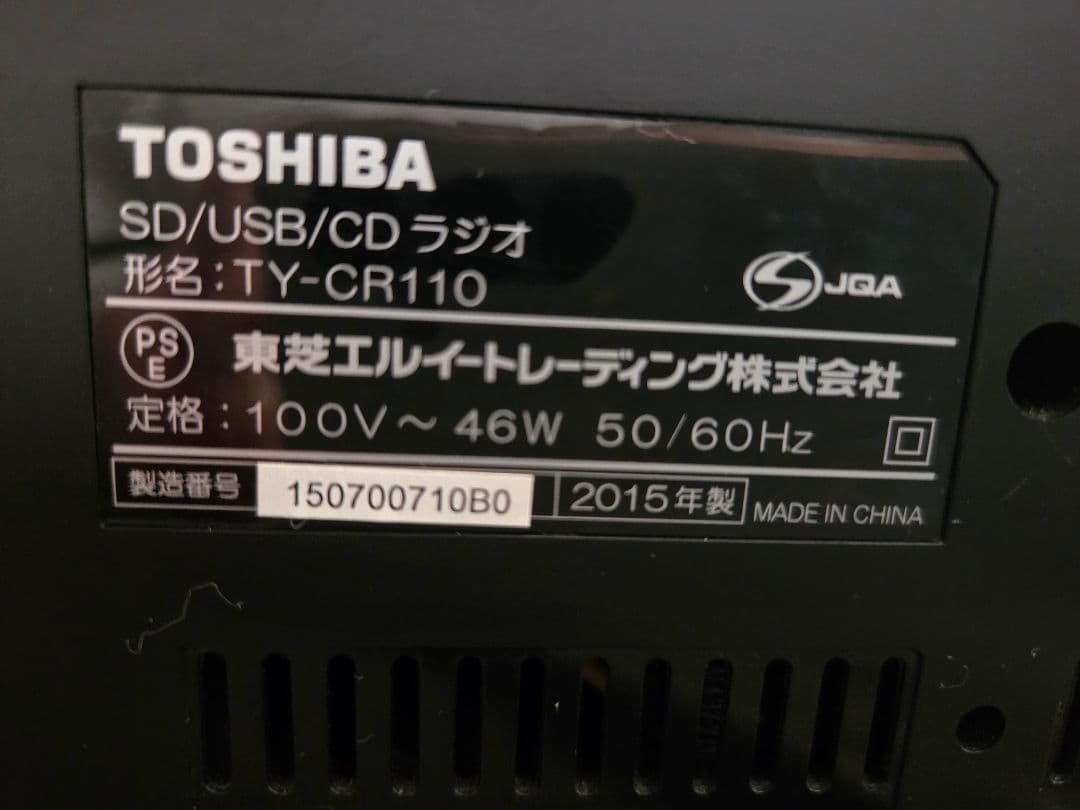 TOSHIBA
SD/USB/CD ラジオ
形名：TY-CR110
JQA
PSE 東芝エルイートレーディング株式会社
定格：100V～ 46W 50/60Hz
製造番号 150700710B0 2015年製 MADE IN CHINA